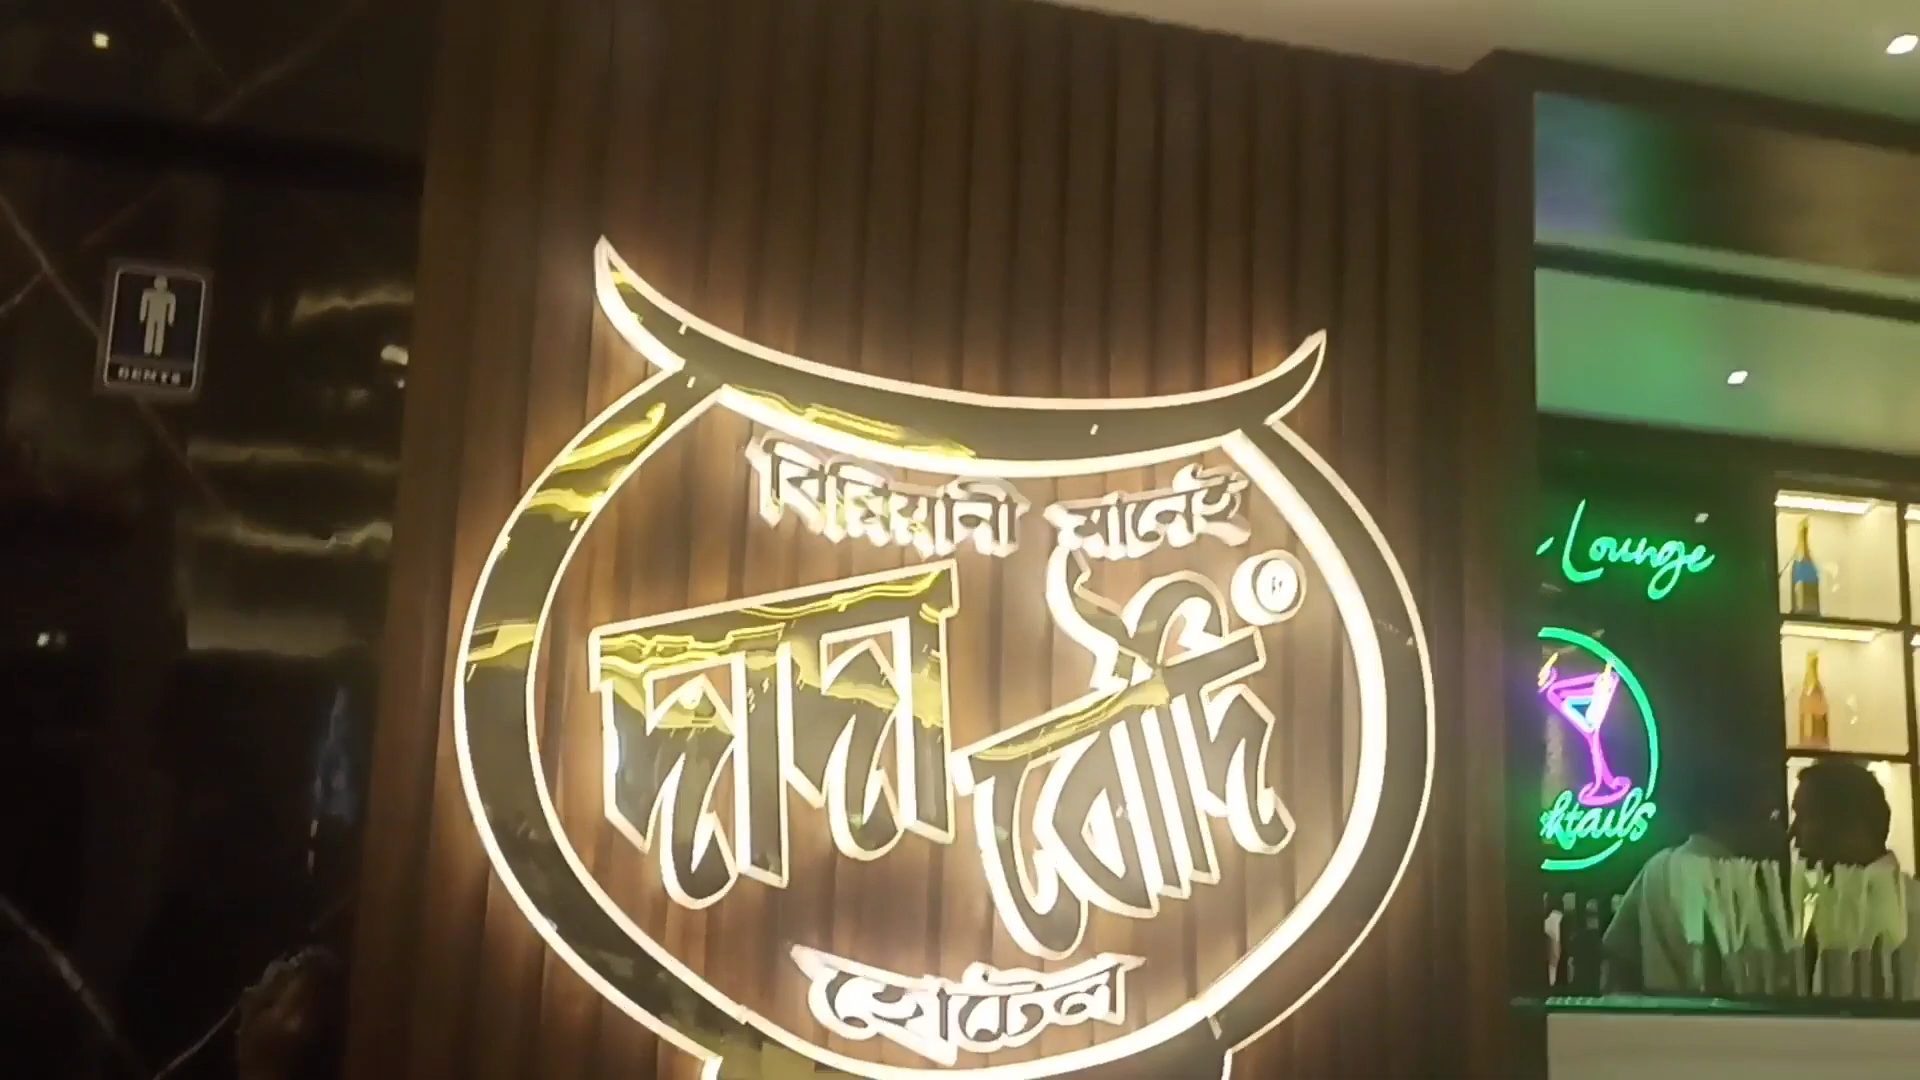 GENTS
বিরিয়ানী মানেই
দাদা বৌদি
®
হোটেল
Lounge
ktails